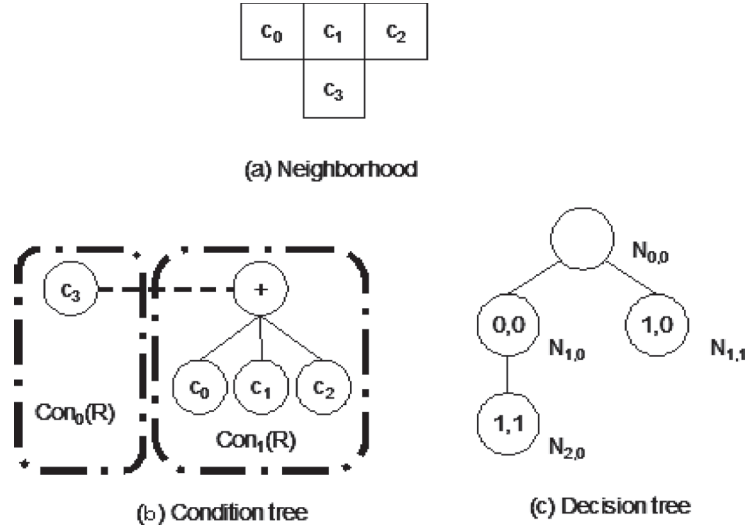 c₀ c₁ c₂
c₃
(a) Neighborhood
c₃ +
c₀ c₁ c₂
Con₀(R)
Con₁(R)
(b) Condition tree
N₀,₀
0,0 1,0
N₁,₀ N₁,₁
1,1
N₂,₀
(c) Decision tree